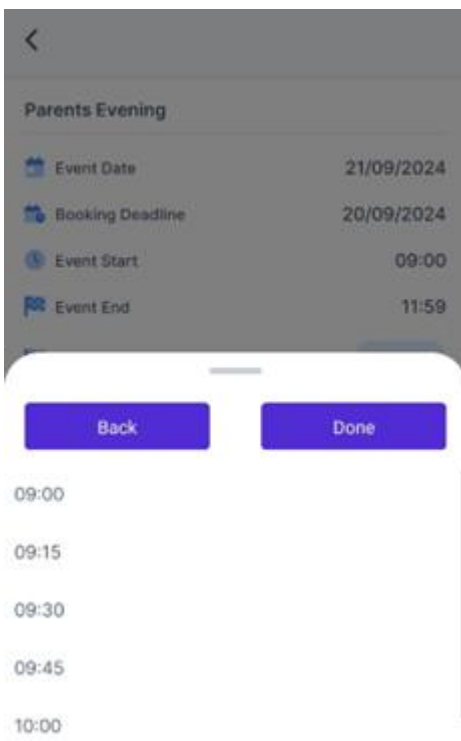 Parents Evening
Event Date 21/09/2024
Booking Deadline 20/09/2024
Event Start 09:00
Event End 11:59
Back Done
09:00
09:15
09:30
09:45
10:00